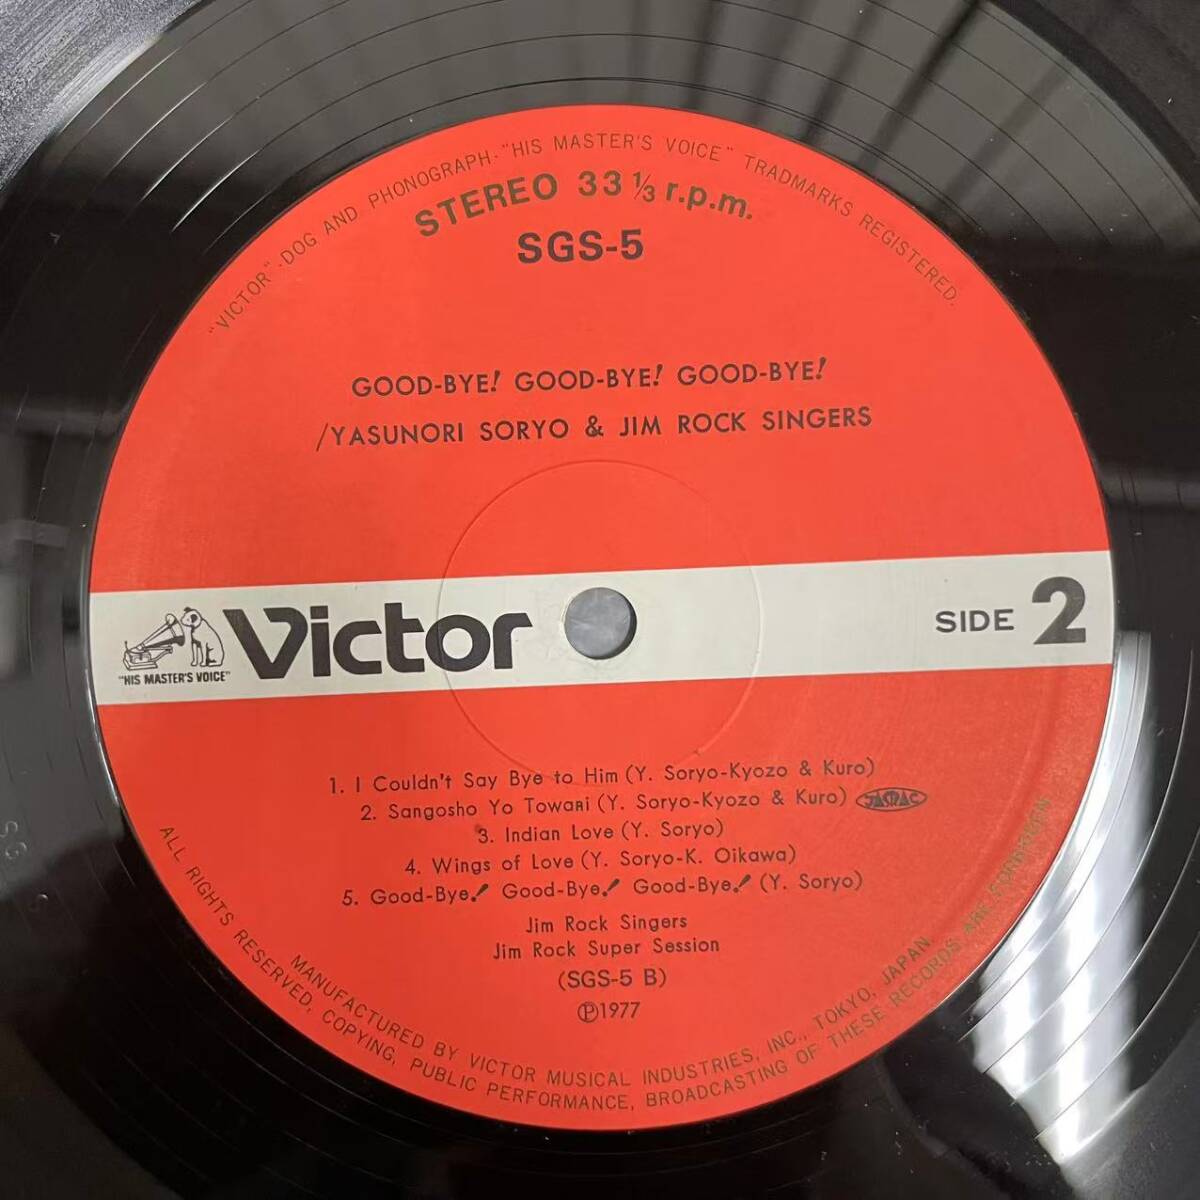 "VICTOR"-DOG AND PHONOGRAPH-"HIS MASTER'S VOICE" TRADMARKS REGISTERED.
STEREO 33 1/3 r.p.m.
SGS-5
GOOD-BYE! GOOD-BYE! GOOD-BYE!
/YASUNORI SORYO & JIM ROCK SINGERS
"HIS MASTER'S VOICE"
Victor
SIDE 2
1. I Couldn't Say Bye to Him (Y. Soryo-Kyozo & Kuro)
2. Sangosho Yo Towani (Y. Soryo-Kyozo & Kuro) JASRAC
3. Indian Love (Y. Soryo)
4. Wings of Love (Y. Soryo-K. Oikawa)
5. Good-Bye! Good-Bye! Good-Bye! (Y. Soryo)
Jim Rock Singers
Jim Rock Super Session
(SGS-5 B)
Ⓟ1977
MANUFACTURED BY VICTOR MUSICAL INDUSTRIES, INC., TOKYO, JAPAN
ALL RIGHTS RESERVED, COPYING, PUBLIC PERFORMANCE, BROADCASTING OF THESE RECORDS ARE FORBIDDEN